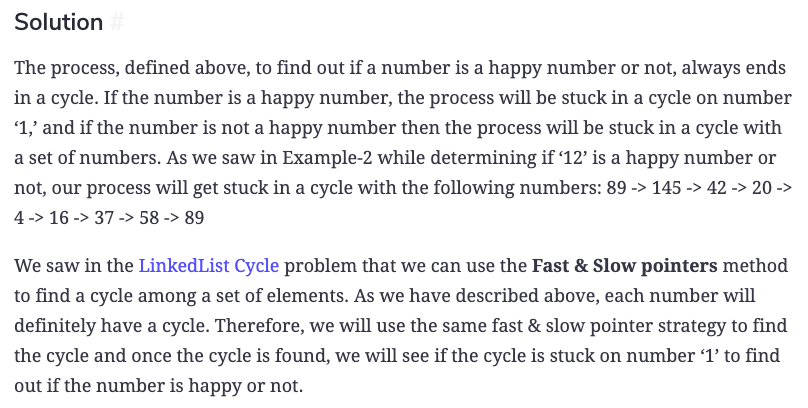 Solution #
The process, defined above, to find out if a number is a happy number or not, always ends
in a cycle. If the number is a happy number, the process will be stuck in a cycle on number
‘1,’ and if the number is not a happy number then the process will be stuck in a cycle with
a set of numbers. As we saw in Example-2 while determining if ‘12’ is a happy number or
not, our process will get stuck in a cycle with the following numbers: 89 -> 145 -> 42 -> 20 ->
4 -> 16 -> 37 -> 58 -> 89
We saw in the LinkedList Cycle problem that we can use the Fast & Slow pointers method
to find a cycle among a set of elements. As we have described above, each number will
definitely have a cycle. Therefore, we will use the same fast & slow pointer strategy to find
the cycle and once the cycle is found, we will see if the cycle is stuck on number ‘1’ to find
out if the number is happy or not.